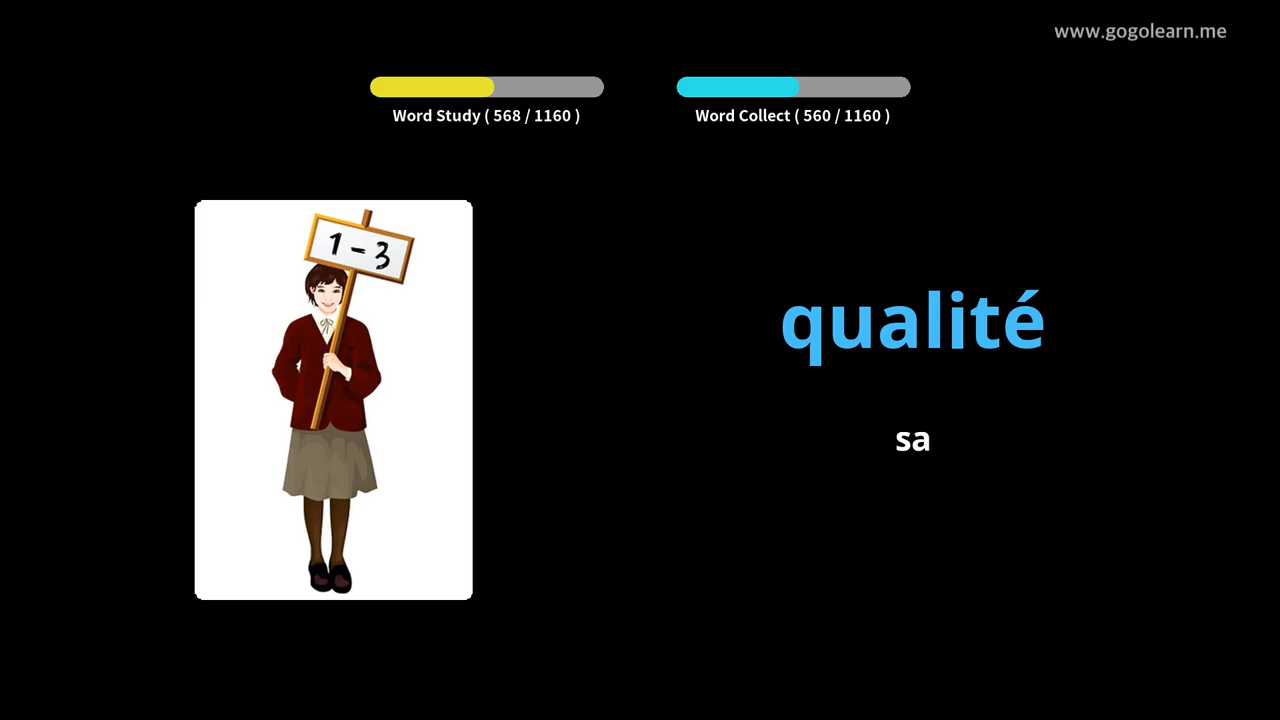 www.gogolearn.me
Word Study ( 568 / 1160 )
Word Collect ( 560 / 1160 )
1 - 3
qualité
sa